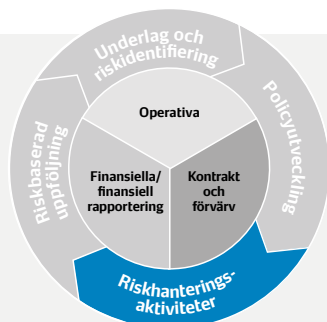 Underlag och
riskidentifiering
Policyutveckling
Operativa
Finansiella/
finansiell
rapportering
Kontrakt
och
förvärv
Riskbaserad
uppföljning
Riskhanterings-
aktiviteter